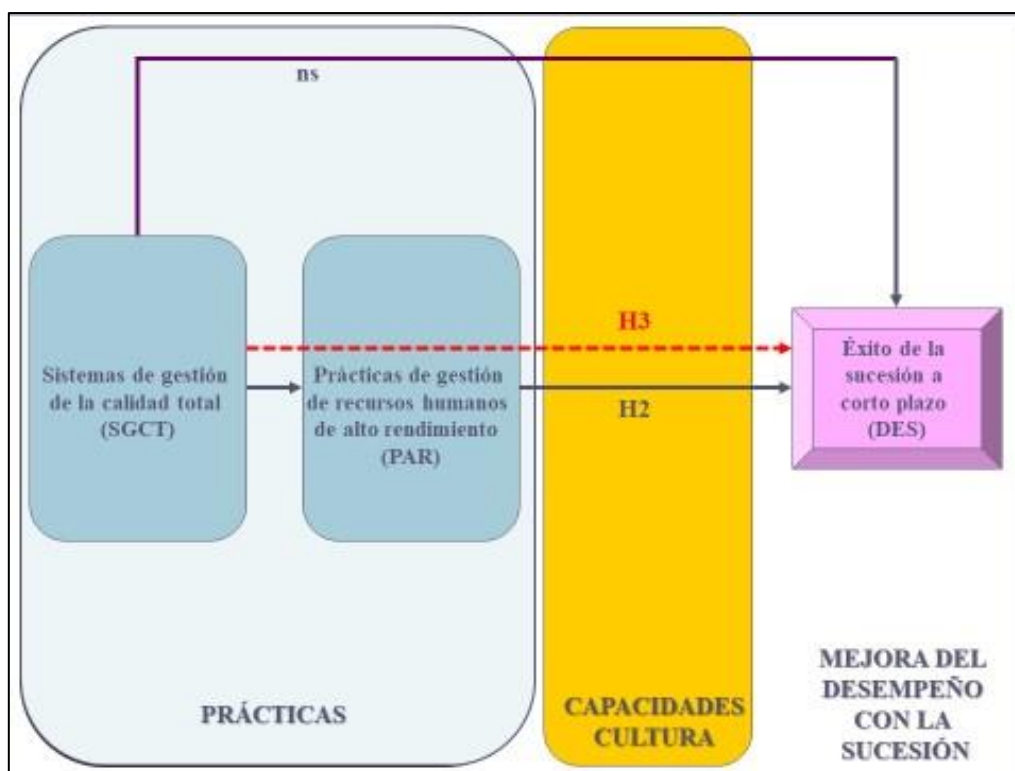 ns
H3
Sistemas de gestión
de la calidad total
(SGCT)
Prácticas de gestión
de recursos humanos
de alto rendimiento
(PAR)
H2
Éxito de la
sucesión a
corto plazo
(DES)
PRÁCTICAS
CAPACIDADES
CULTURA
MEJORA DEL
DESEMPEÑO
CON LA
SUCESIÓN